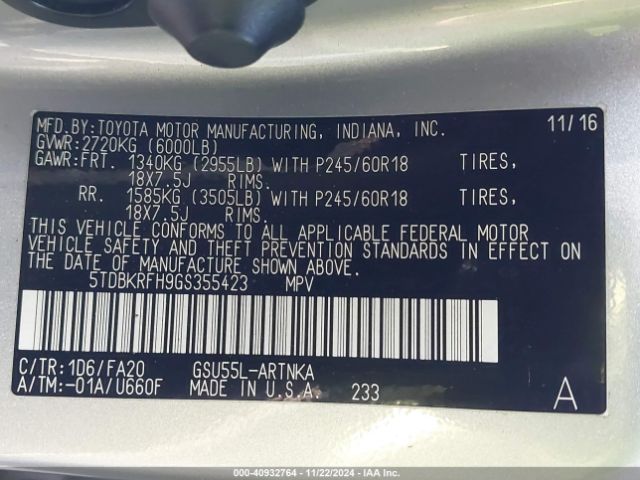 MFD.BY:TOYOTA MOTOR MANUFACTURING, INDIANA, INC. 11/16
GVWR:2720KG (6000LB)
GAWR:FRT. 1340KG (2955LB) WITH P245/60R18 TIRES,
18X7.5J RIMS.
RR. 1585KG (3505LB) WITH P245/60R18 TIRES,
18X7.5J RIMS.
THIS VEHICLE CONFORMS TO ALL APPLICABLE FEDERAL MOTOR
VEHICLE SAFETY AND THEFT PREVENTION STANDARDS IN EFFECT ON
THE DATE OF MANUFACTURE SHOWN ABOVE.
5TDBKRFH9GS355423 MPV
C/TR:1D6/FA20 GSU55L-ARTNKA
A/TM:-01A/U660F MADE IN U.S.A. 233 A
000-40932764 - 11/22/2024 - IAA Inc.